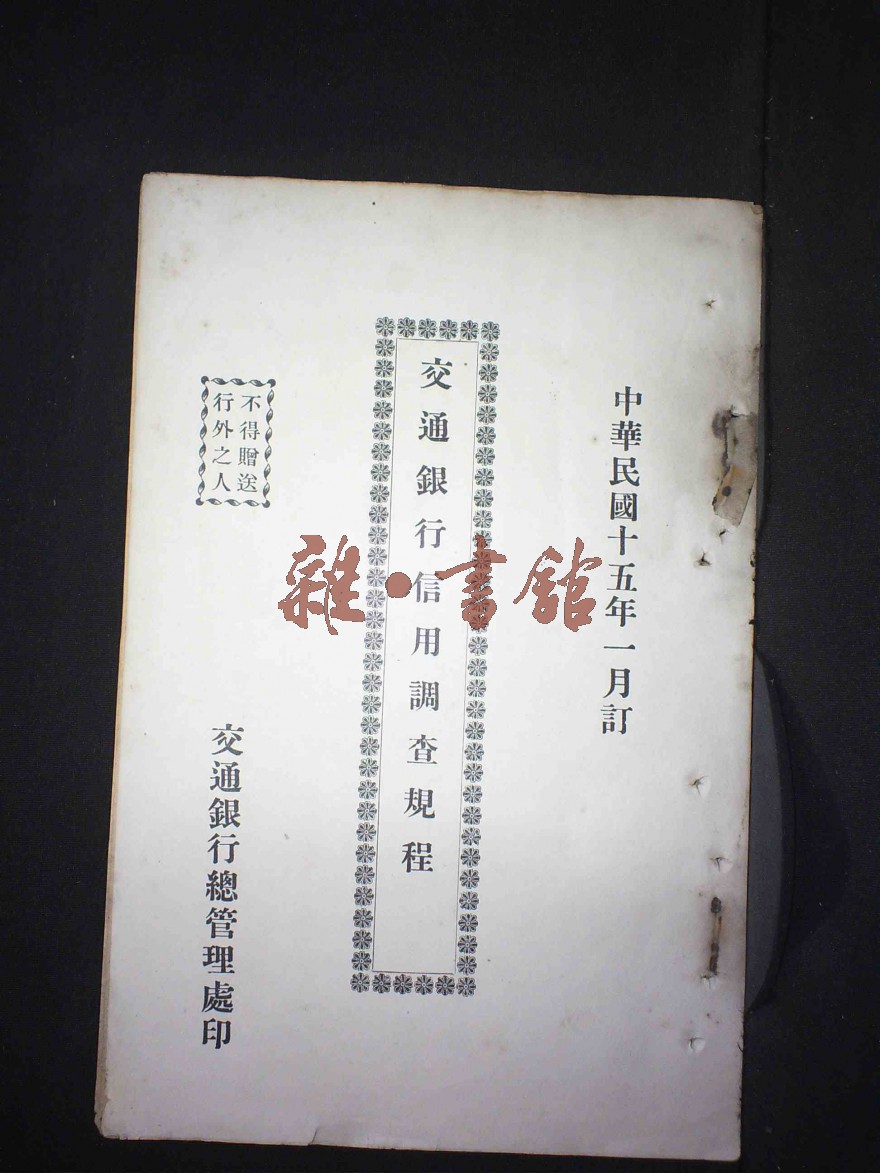 中華民國十五年一月訂
交通銀行信用調查規程
不得贈送
行外之人
交通銀行總管理處印
雜·書館